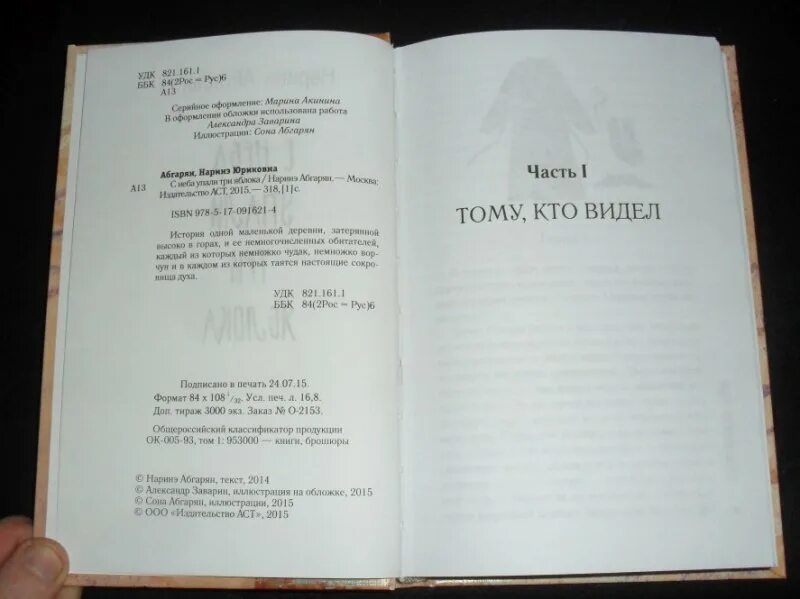 УДК 821.161.1
ББК 84(2Рос=Рус)6
А13
Серийное оформление: Марина Акинина
В оформлении обложки использована работа
Александра Заварина
Иллюстрации: Сона Абгарян
Абгарян, Наринэ Юриковна
А13 С неба упали три яблока / Наринэ Абгарян. — Москва:
Издательство АСТ, 2015. — 318, [1] с.
ISBN 978-5-17-091621-4
История одной маленькой деревни, затерянной
высоко в горах, и ее немногочисленных обитателей,
каждый из которых немножко чудак, немножко вор-
чун и в каждом из которых таятся настоящие сокро-
вища духа.
УДК 821.161.1
ББК 84(2Рос=Рус)6
Подписано в печать 24.07.15.
Формат 84 x 108 1/32. Усл. печ. л. 16,8.
Доп. тираж 3000 экз. Заказ № О-2153.
Общероссийский классификатор продукции
ОК-005-93, том 1: 953000 — книги, брошюры
© Наринэ Абгарян, текст, 2014
© Александр Заварин, иллюстрация на обложке, 2015
© Сона Абгарян, иллюстрации, 2015
© ООО «Издательство АСТ», 2015
Часть I
ТОМУ, КТО ВИДЕЛ